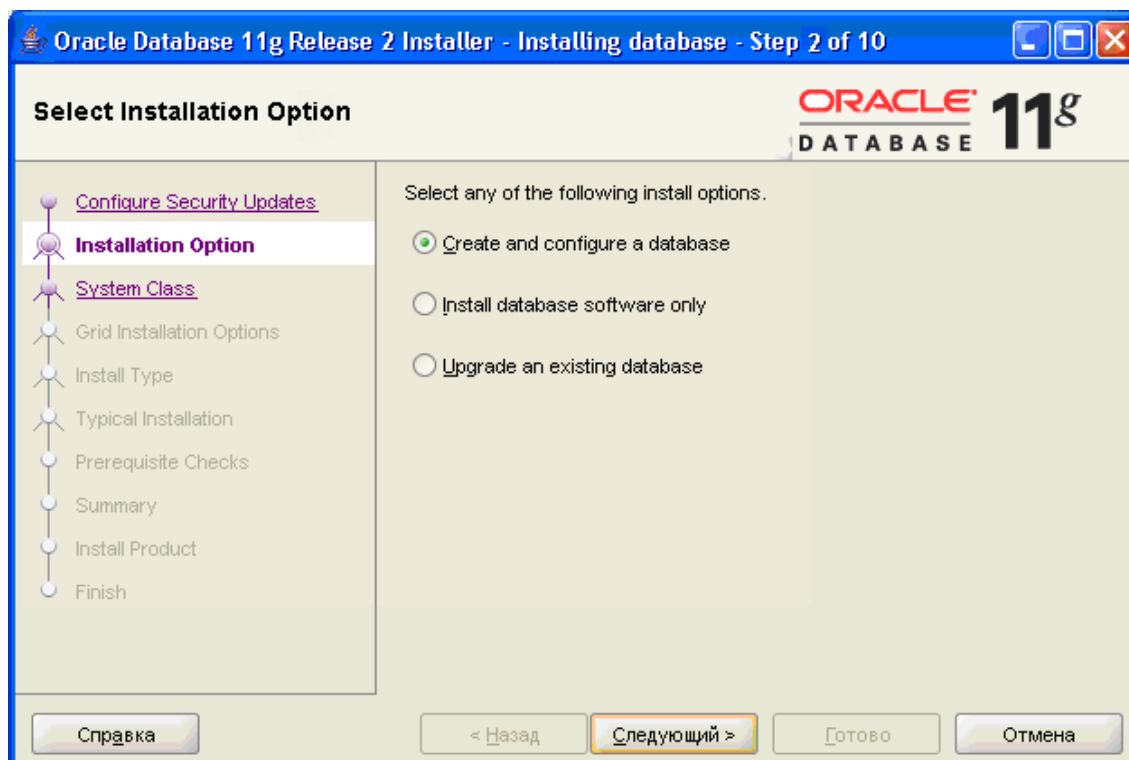 Oracle Database 11g Release 2 Installer - Installing database - Step 2 of 10
Select Installation Option
ORACLE 11g
DATABASE
Configure Security Updates
Installation Option
System Class
Grid Installation Options
Install Type
Typical Installation
Prerequisite Checks
Summary
Install Product
Finish
Select any of the following install options.
Create and configure a database
Install database software only
Upgrade an existing database
Справка
< Назад
Следующий >
Готово
Отмена